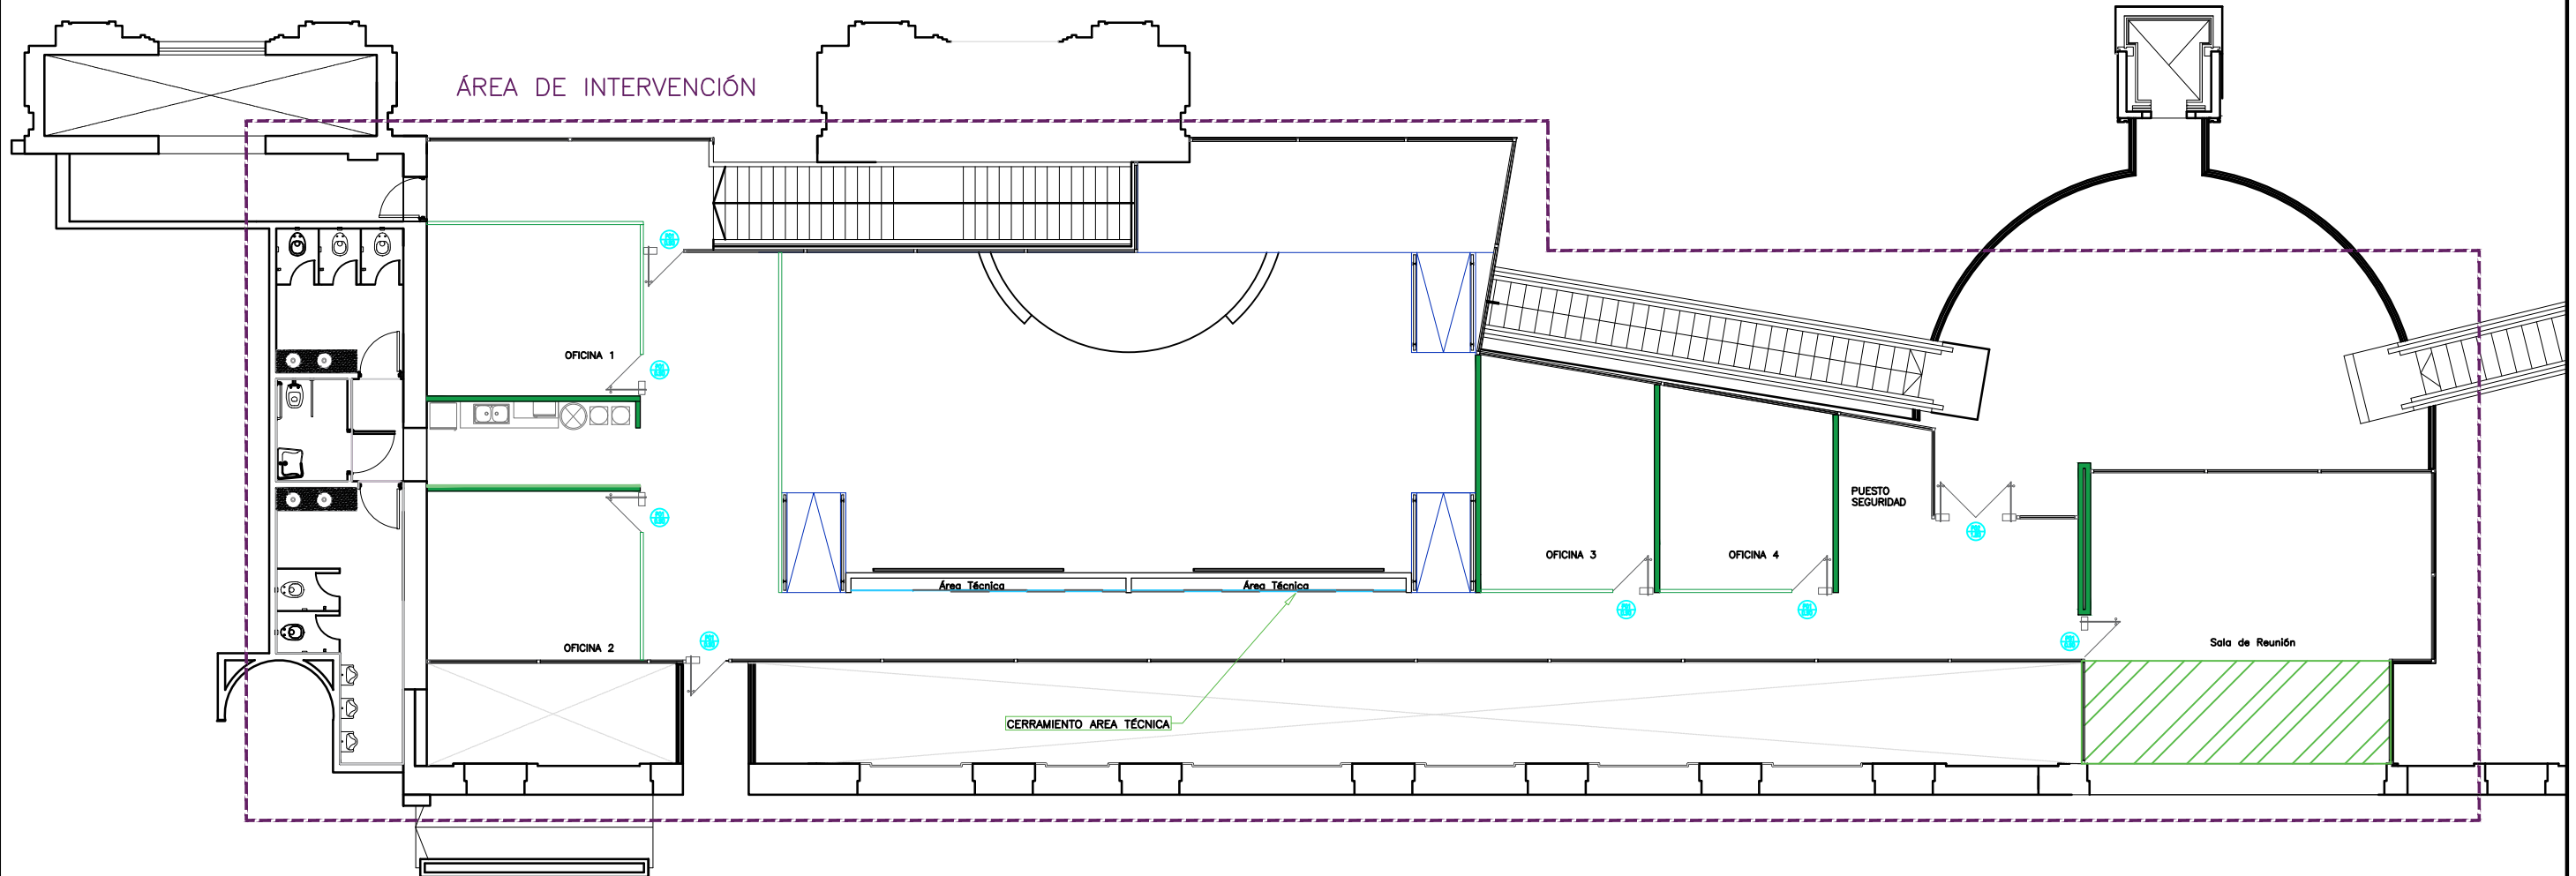 ÁREA DE INTERVENCIÓN
OFICINA 1
PUESTO
SEGURIDAD
OFICINA 3
OFICINA 4
Área Técnica
Área Técnica
OFICINA 2
Sala de Reunión
CERRAMIENTO AREA TÉCNICA